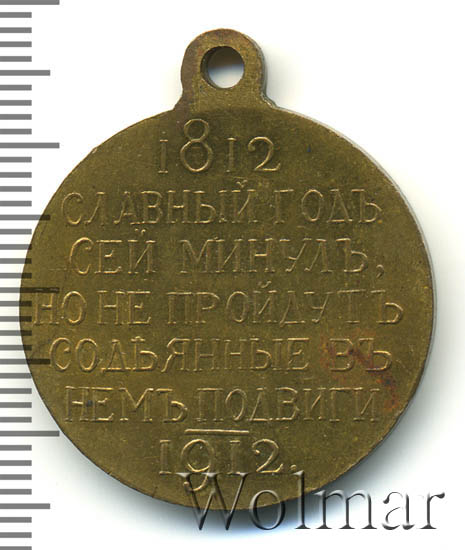 1812
СЛАВНЫЙ ГОДЪ
СЕЙ МИНУЛЪ,
НО НЕ ПРОЙДУТЪ
СОДѢЯННЫЕ ВЪ
НЕМЪ ПОДВИГИ
1912.
Wolmar